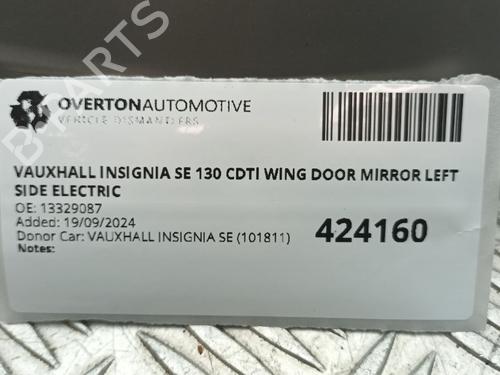 OVERTONAUTOMOTIVE
VEHICLE DISMANTLERS
VAUXHALL INSIGNIA SE 130 CDTI WING DOOR MIRROR LEFT
SIDE ELECTRIC
OE: 13329087
Added: 19/09/2024
Donor Car: VAUXHALL INSIGNIA SE (101811)
Notes:
424160
B-PARTS